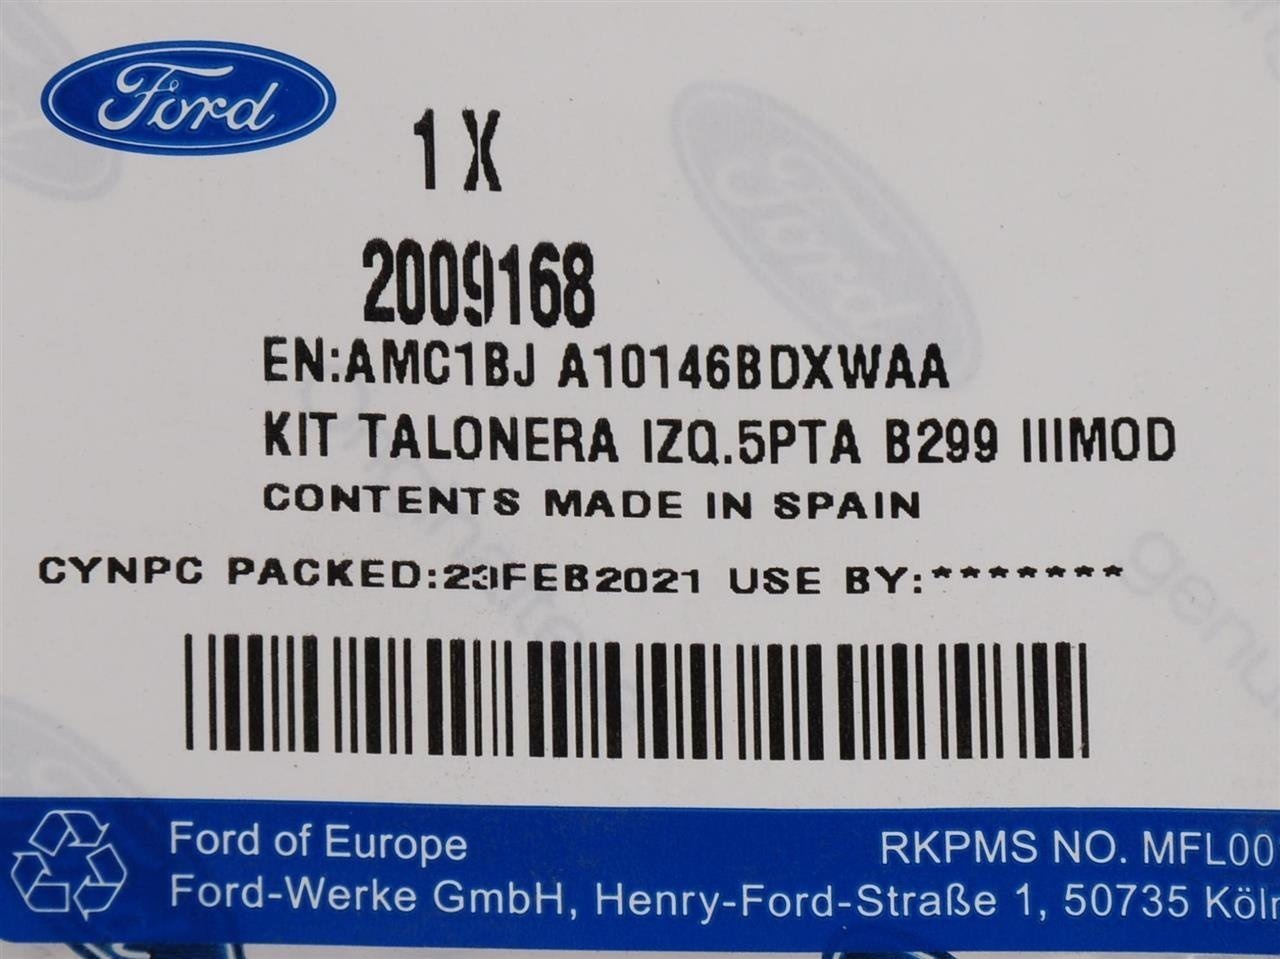 Ford
1 X
2009168
EN:AMC1BJ A10146BDXWAA
KIT TALONERA IZQ.5PTA B299 IIIMOD
CONTENTS MADE IN SPAIN
CYNPC PACKED:23FEB2021 USE BY:*******
Ford of Europe
RKPMS NO. MFL00
Ford-Werke GmbH, Henry-Ford-Straße 1, 50735 Köln